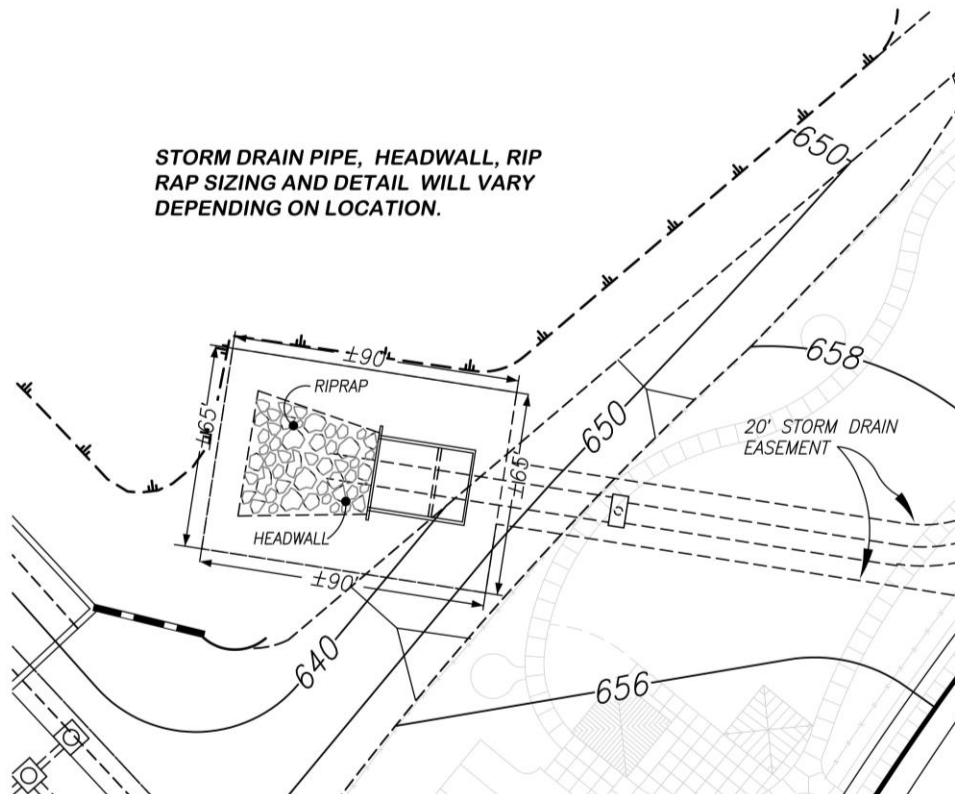 650
STORM DRAIN PIPE, HEADWALL, RIP
RAP SIZING AND DETAIL WILL VARY
DEPENDING ON LOCATION.
±90'
658
RIPRAP
650
±65'
20' STORM DRAIN
EASEMENT
±65'
S
HEADWALL
±90'
640
656